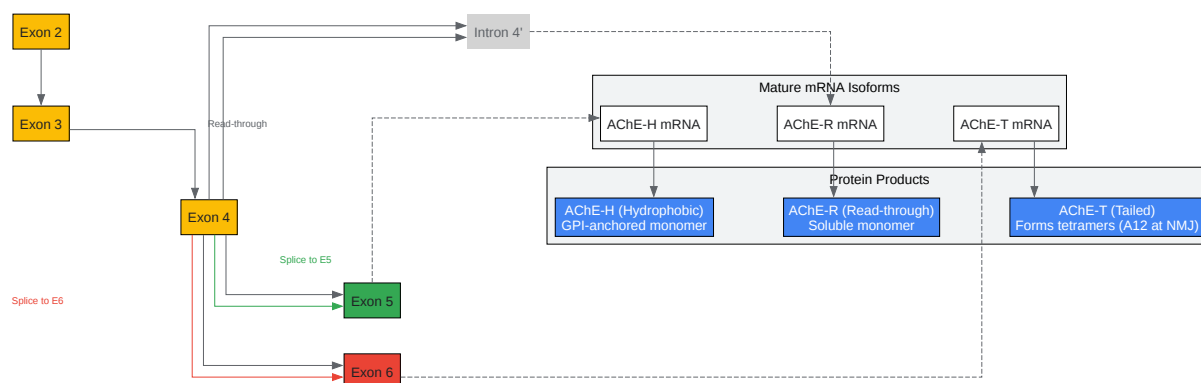 Exon 2
Intron 4'
Mature mRNA Isoforms
Exon 3
Read-through
AChE-H mRNA
AChE-R mRNA
AChE-T mRNA
Protein Products
Exon 4
AChE-H (Hydrophobic)
GPI-anchored monomer
AChE-R (Read-through)
Soluble monomer
AChE-T (Tailed)
Forms tetramers (A12 at NMJ)
Splice to E5
Splice to E6
Exon 5
Exon 6